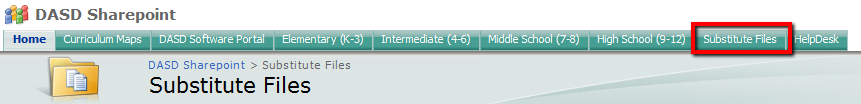 DASD Sharepoint
Home Curriculum Maps DASD Software Portal Elementary (K-3) Intermediate (4-6) Middle School (7-8) High School (9-12) Substitute Files HelpDesk
DASD Sharepoint > Substitute Files
Substitute Files